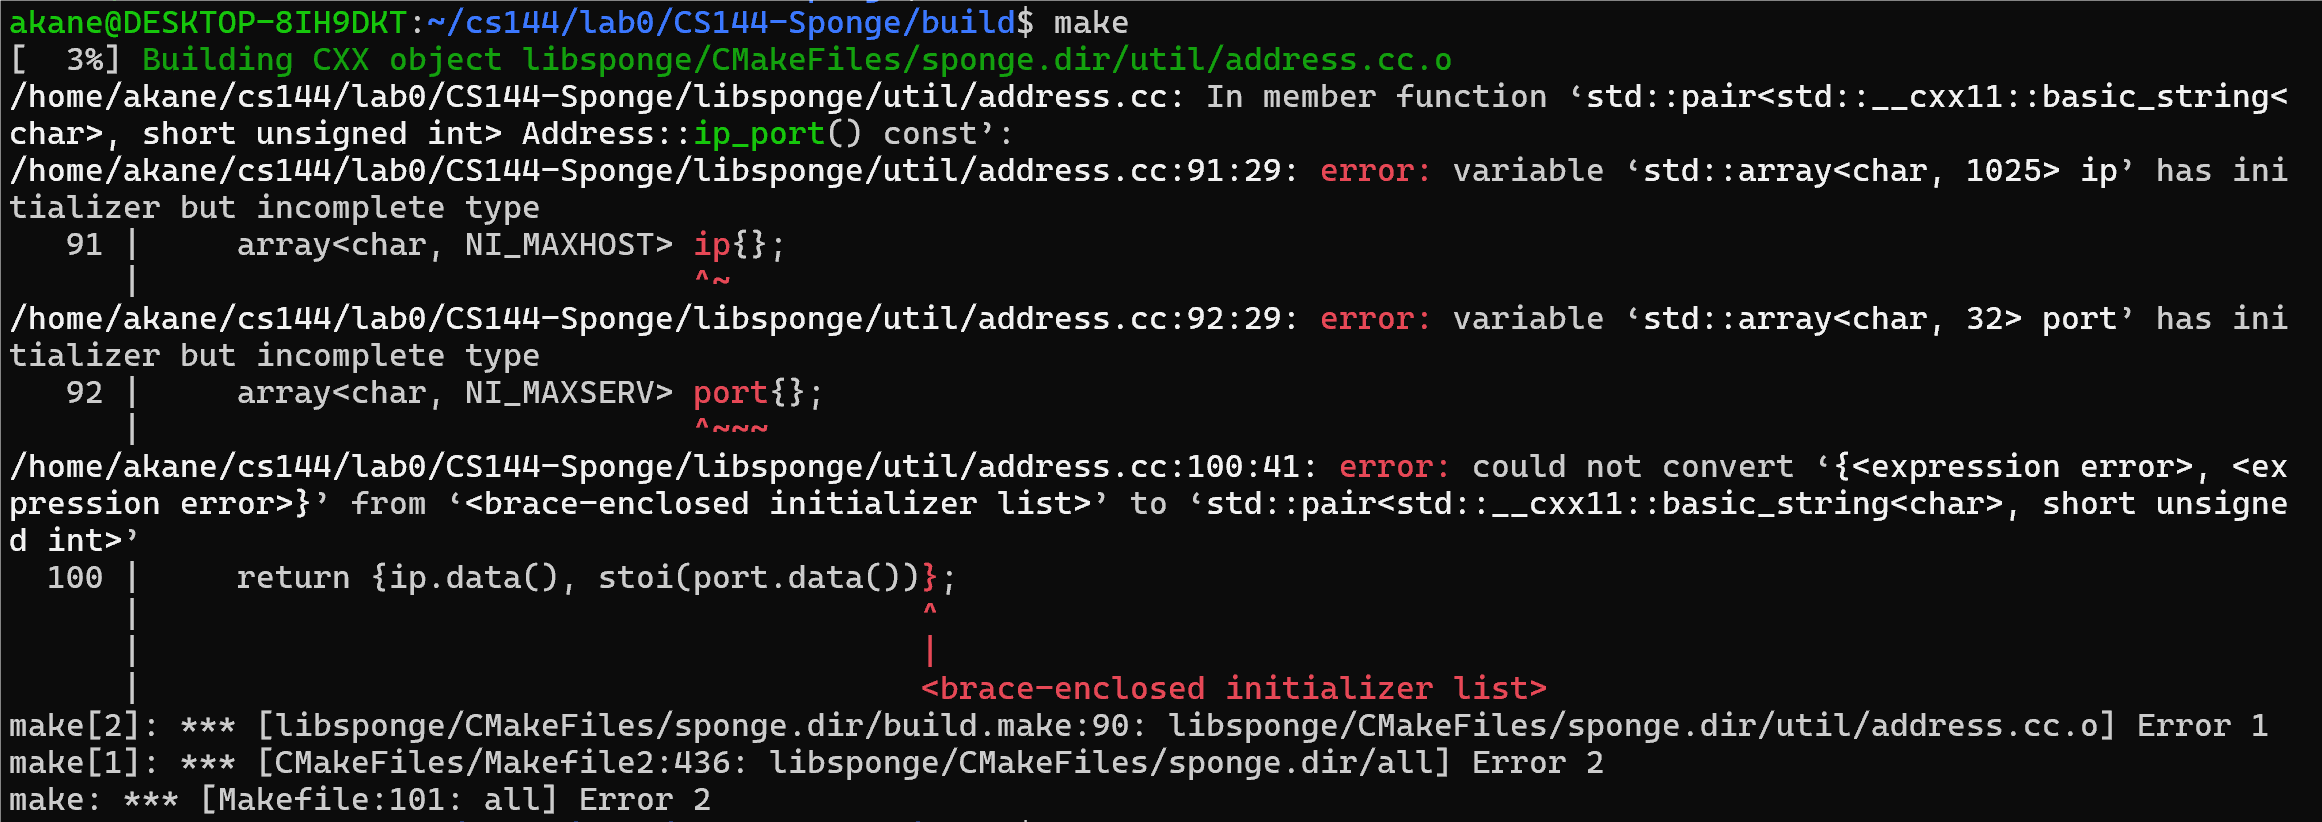 akane@DESKTOP-8IH9DKT:~/cs144/lab0/CS144-Sponge/build$ make
[  3%] Building CXX object libsponge/CMakeFiles/sponge.dir/util/address.cc.o
/home/akane/cs144/lab0/CS144-Sponge/libsponge/util/address.cc: In member function ‘std::pair<std::__cxx11::basic_string<
char>, short unsigned int> Address::ip_port() const’:
/home/akane/cs144/lab0/CS144-Sponge/libsponge/util/address.cc:91:29: error: variable ‘std::array<char, 1025> ip’ has ini
tializer but incomplete type
   91 |     array<char, NI_MAXHOST> ip{};
      |                             ^~
/home/akane/cs144/lab0/CS144-Sponge/libsponge/util/address.cc:92:29: error: variable ‘std::array<char, 32> port’ has ini
tializer but incomplete type
   92 |     array<char, NI_MAXSERV> port{};
      |                             ^~~~
/home/akane/cs144/lab0/CS144-Sponge/libsponge/util/address.cc:100:41: error: could not convert ‘{<expression error>, <ex
pression error>}’ from ‘<brace-enclosed initializer list>’ to ‘std::pair<std::__cxx11::basic_string<char>, short unsigne
d int>’
  100 |     return {ip.data(), stoi(port.data())};
      |                                         ^
      |                                         |
      |                                         <brace-enclosed initializer list>
make[2]: *** [libsponge/CMakeFiles/sponge.dir/build.make:90: libsponge/CMakeFiles/sponge.dir/util/address.cc.o] Error 1
make[1]: *** [CMakeFiles/Makefile2:436: libsponge/CMakeFiles/sponge.dir/all] Error 2
make: *** [Makefile:101: all] Error 2